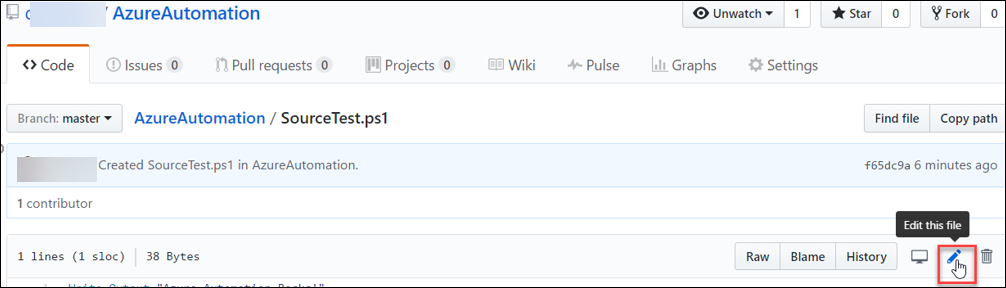 / AzureAutomation
Unwatch 1 Star 0 Fork 0
Code Issues 0 Pull requests 0 Projects 0 Wiki Pulse Graphs Settings
Branch: master AzureAutomation / SourceTest.ps1 Find file Copy path
Created SourceTest.ps1 in AzureAutomation. f65dc9a 6 minutes ago
1 contributor
Edit this file
1 lines (1 sloc) 38 Bytes Raw Blame History